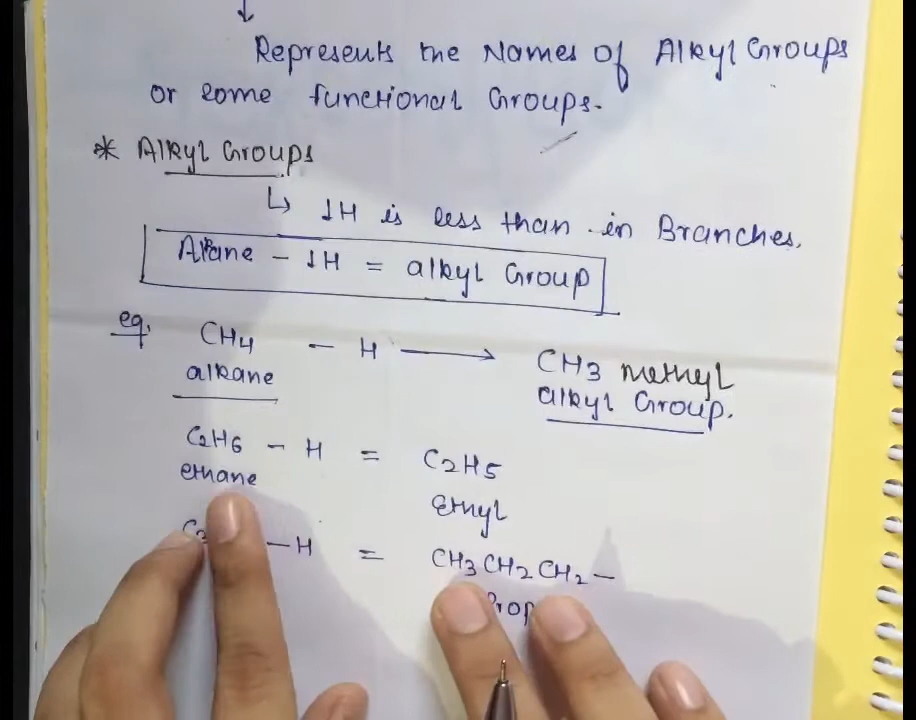 Represents the Names of Alkyl Groups
or some functional Groups.
* Alkyl Groups
↳ 1H is less than in Branches.
Alkane - 1H = alkyl Group
eg. CH4 - H ⟶ CH3 methyl
alkane alkyl Group.
C2H6 - H = C2H5
ethane Ethyl
- H = CH3 CH2 CH2 -